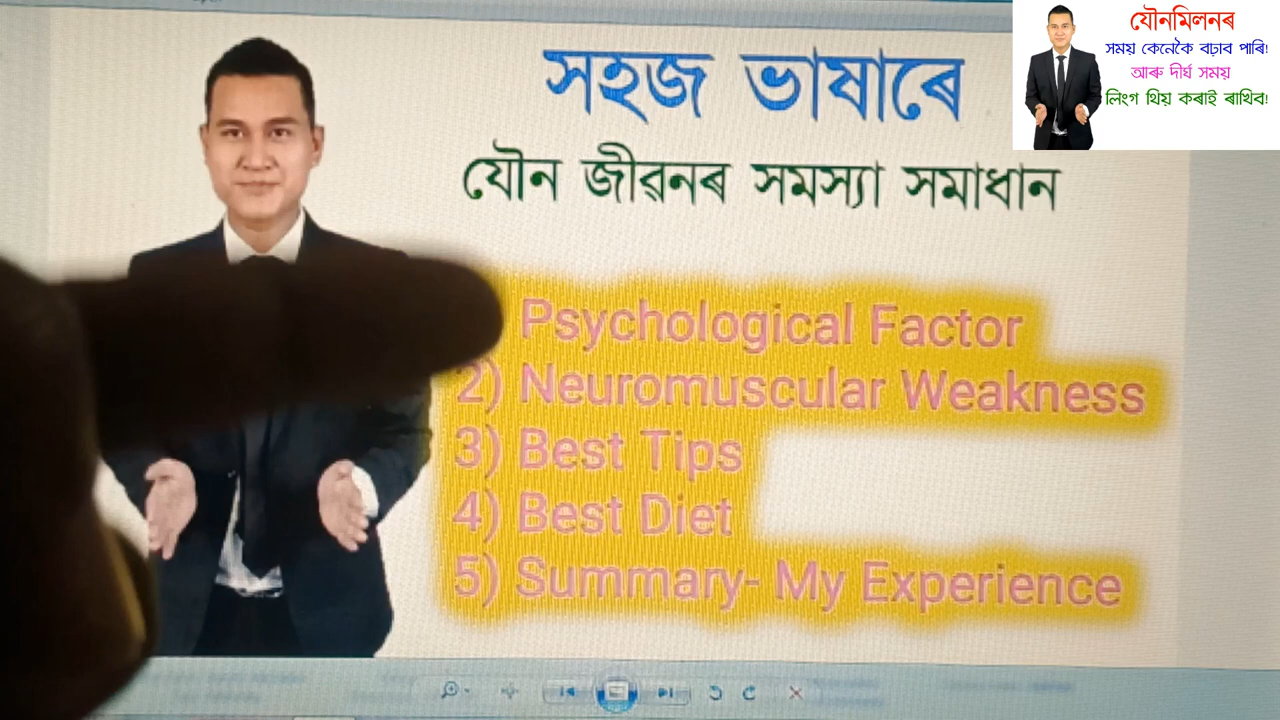 সহজ ভাষাৰে
যৌন জীৱনৰ সমস্যা সমাধান
Psychological Factor
2) Neuromuscular Weakness
3) Best Tips
4) Best Diet
5) Summary- My Experience
যৌনমিলনৰ
সময় কেনেকৈ বঢ়াব পাৰি!
আৰু দীৰ্ঘ সময়
লিংগ থিয় কৰাই ৰাখিব!